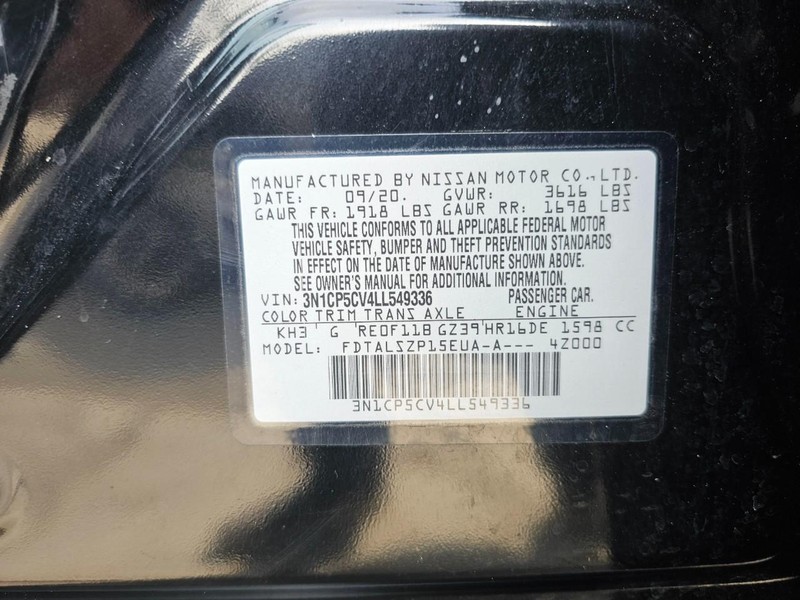 MANUFACTURED BY NISSAN MOTOR CO., LTD.
DATE: 09/20. GVWR: 3616 LBS
GAWR FR: 1918 LBS GAWR RR: 1698 LBS
THIS VEHICLE CONFORMS TO ALL APPLICABLE FEDERAL MOTOR
VEHICLE SAFETY, BUMPER AND THEFT PREVENTION STANDARDS
IN EFFECT ON THE DATE OF MANUFACTURE SHOWN ABOVE.
SEE OWNER'S MANUAL FOR ADDITIONAL INFORMATION.
VIN: 3N1CP5CV4LL549336 PASSENGER CAR.
COLOR TRIM TRANS AXLE ENGINE
KH3 ' G 'RE0F11B GZ39'HR16DE 1598 CC
MODEL: FDTALSZP15EUA-A--- 4Z000
3N1CP5CV4LL549336